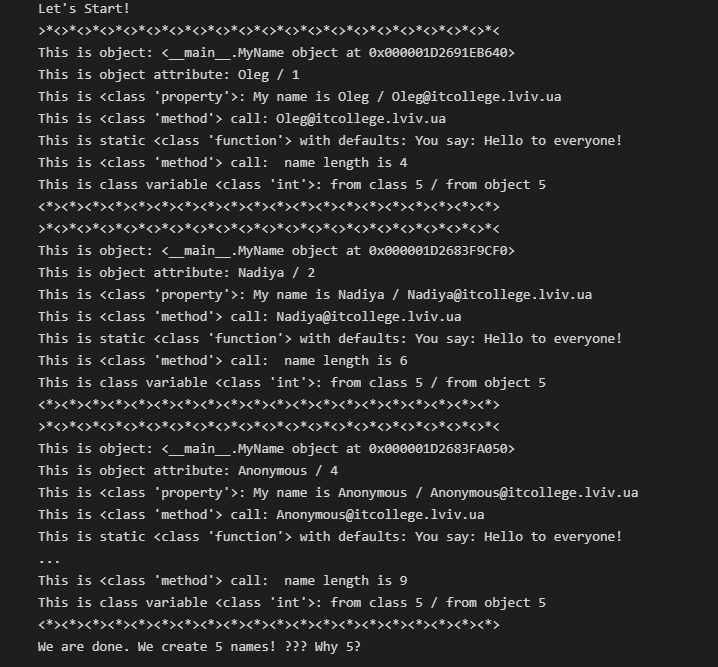 Let's Start!
>*<>*<>*<>*<>*<>*<>*<>*<>*<>*<>*<>*<>*<>*<>*<>*<>*<>*<>*<>*<
This is object: <__main__.MyName object at 0x000001D2691EB640>
This is object attribute: Oleg / 1
This is <class 'property'>: My name is Oleg / Oleg@itcollege.lviv.ua
This is <class 'method'> call: Oleg@itcollege.lviv.ua
This is static <class 'function'> with defaults: You say: Hello to everyone!
This is <class 'method'> call:  name length is 4
This is class variable <class 'int'>: from class 5 / from object 5
<*><*><*><*><*><*><*><*><*><*><*><*><*><*><*><*><*><*><*><*>
>*<>*<>*<>*<>*<>*<>*<>*<>*<>*<>*<>*<>*<>*<>*<>*<>*<>*<>*<>*<
This is object: <__main__.MyName object at 0x000001D2683F9CF0>
This is object attribute: Nadiya / 2
This is <class 'property'>: My name is Nadiya / Nadiya@itcollege.lviv.ua
This is <class 'method'> call: Nadiya@itcollege.lviv.ua
This is static <class 'function'> with defaults: You say: Hello to everyone!
This is <class 'method'> call:  name length is 6
This is class variable <class 'int'>: from class 5 / from object 5
<*><*><*><*><*><*><*><*><*><*><*><*><*><*><*><*><*><*><*><*>
>*<>*<>*<>*<>*<>*<>*<>*<>*<>*<>*<>*<>*<>*<>*<>*<>*<>*<>*<>*<
This is object: <__main__.MyName object at 0x000001D2683FA050>
This is object attribute: Anonymous / 4
This is <class 'property'>: My name is Anonymous / Anonymous@itcollege.lviv.ua
This is <class 'method'> call: Anonymous@itcollege.lviv.ua
This is static <class 'function'> with defaults: You say: Hello to everyone!
...
This is <class 'method'> call:  name length is 9
This is class variable <class 'int'>: from class 5 / from object 5
<*><*><*><*><*><*><*><*><*><*><*><*><*><*><*><*><*><*><*><*>
We are done. We create 5 names! ??? Why 5?